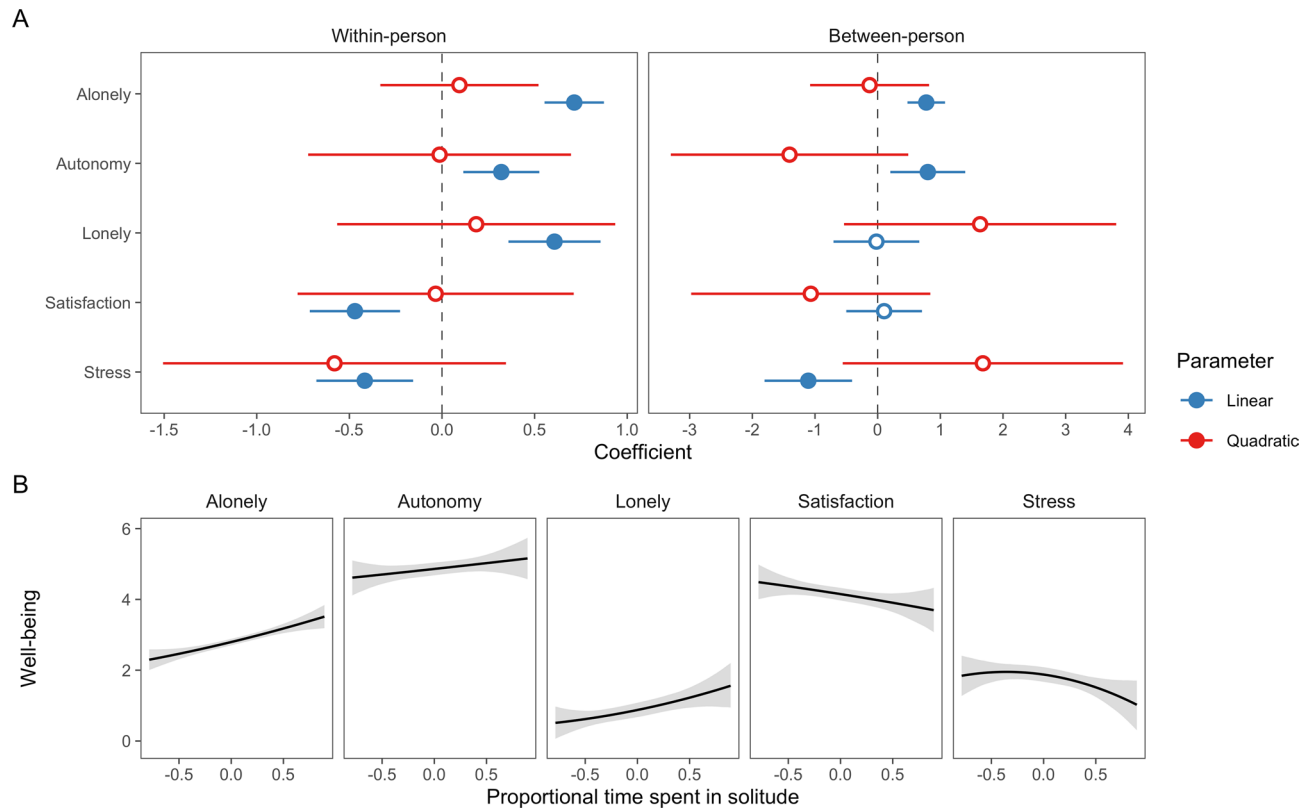 A
Within-person Between-person
Alonely
Autonomy
Lonely
Satisfaction
Stress
-1.5 -1.0 -0.5 0.0 0.5 1.0 -3 -2 -1 0 1 2 3 4
Coefficient
Parameter
Linear
Quadratic
B
Alonely Autonomy Lonely Satisfaction Stress
6
4
2
0
Well-being
-0.5 0.0 0.5 -0.5 0.0 0.5 -0.5 0.0 0.5 -0.5 0.0 0.5 -0.5 0.0 0.5
Proportional time spent in solitude